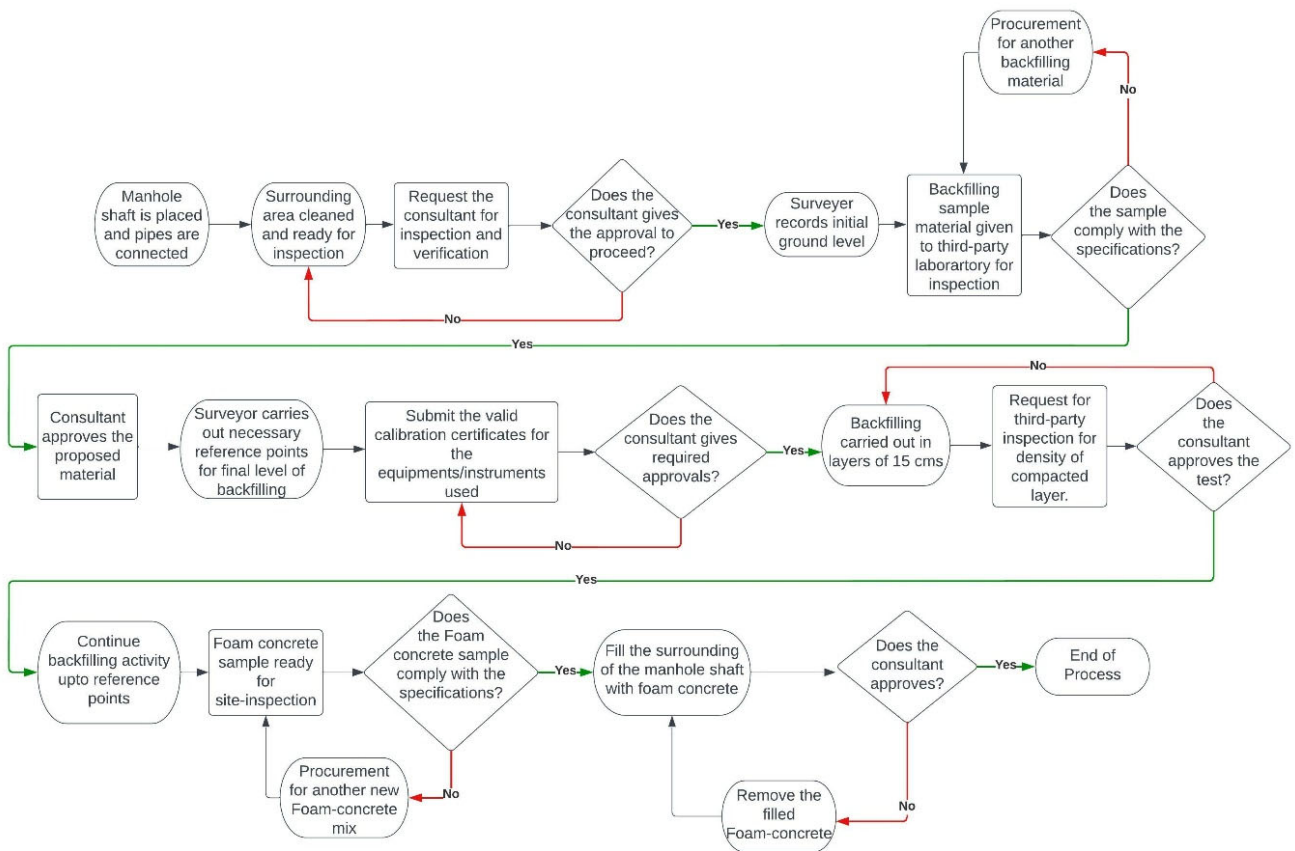 Procurement
for another
backfilling
material
No
Manhole
shaft is placed
and pipes are
connected
Surrounding
area cleaned
and ready for
inspection
Request the
consultant for
inspection and
verification
Does the
consultant gives
the approval to
proceed?
Yes
Surveyer
records initial
ground level
Backfilling
sample
material given
to third-party
laborartory for
inspection
Does
the sample
comply with the
specifications?
No
Yes
Consultant
approves the
proposed
material
Surveyor carries
out necessary
reference points
for final level of
backfilling
Submit the valid
calibration certificates for
the
equipments/instruments
used
Does the
consultant gives
required
approvals?
Yes
No
Backfilling
carried out in
layers of 15 cms
Request for
third-party
inspection for
density of
compacted
layer.
Does
the
consultant
approves the
test?
No
Yes
Continue
backfilling activity
upto reference
points
Foam concrete
sample ready
for
site-inspection
Does
the Foam
concrete sample
comply with the
specifications?
Yes
Fill the surrounding
of the manhole shaft
with foam concrete
Does the
consultant
approves?
Yes
End of
Process
Procurement
for another new
Foam-concrete
mix
No
Remove the
filled
Foam-concrete
No